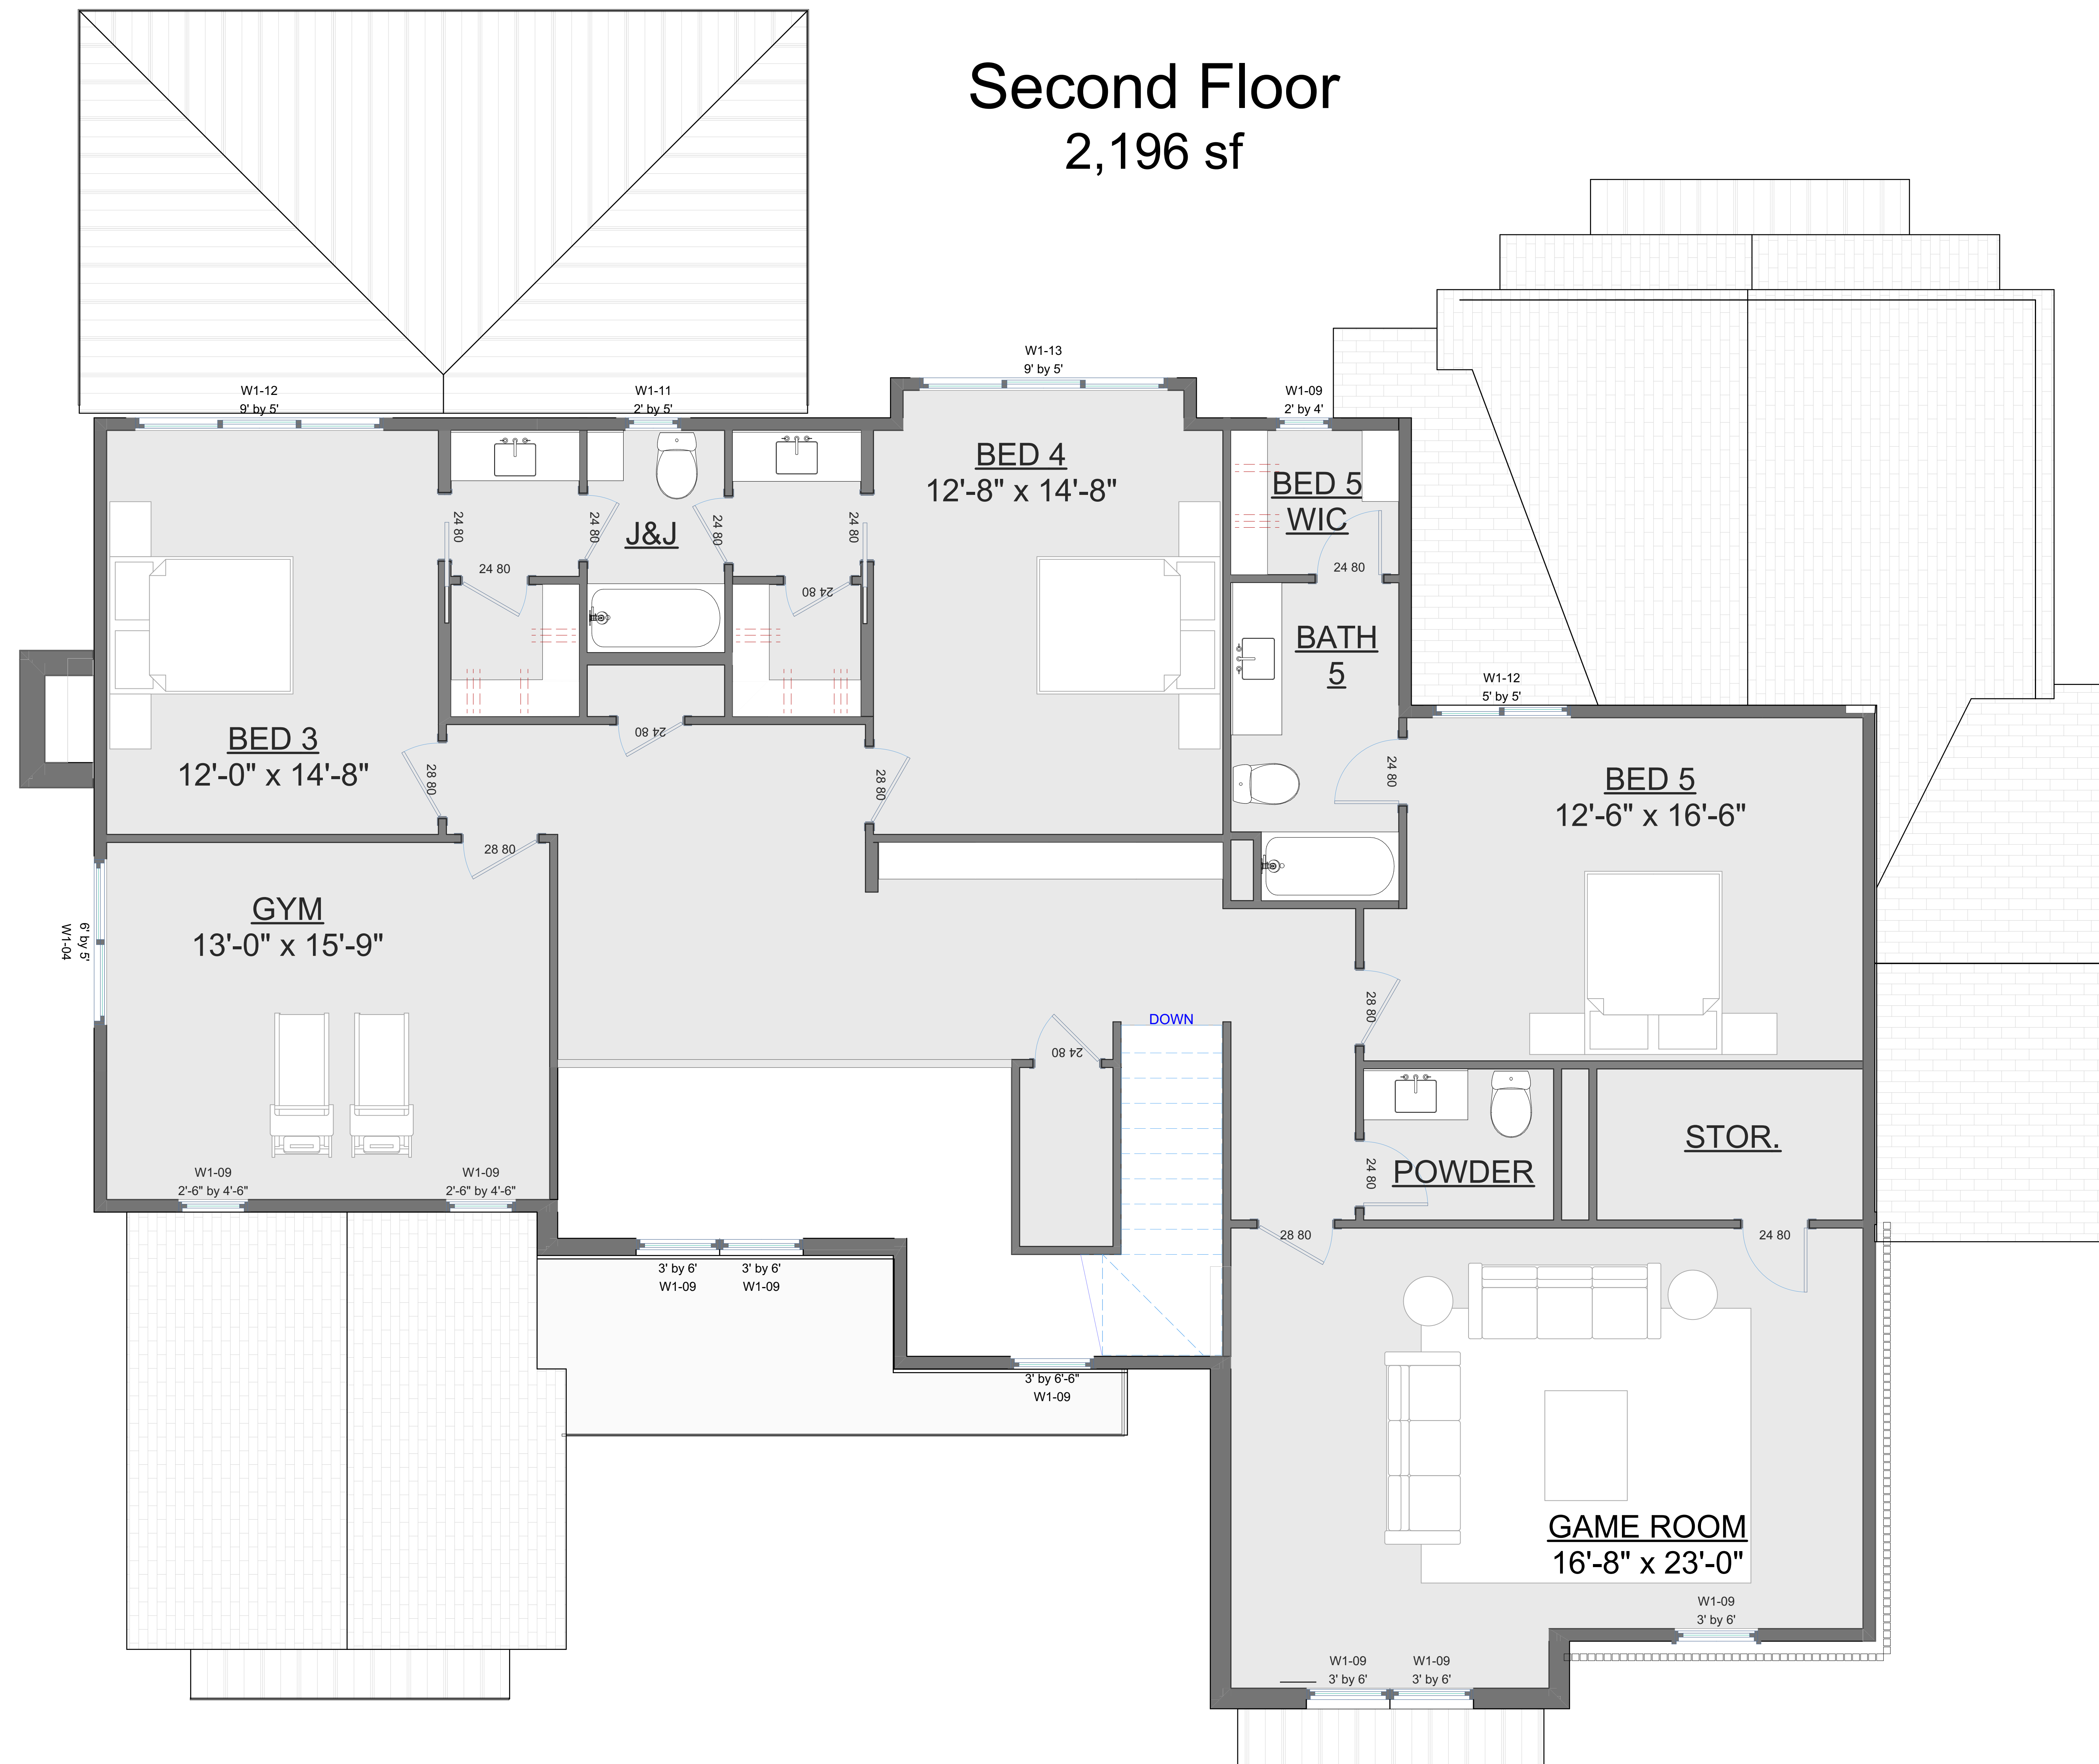 Second Floor
2,196 sf
W1-13
9' by 5'
W1-12
9' by 5'
W1-11
2' by 5'
W1-09
2' by 4'
BED 4
12'-8" x 14'-8"
BED 5
WIC
J&J
24 80
24 80
24 80
24 80
24 80
24 80
24 80
BATH
5
W1-12
5' by 5'
BED 3
12'-0" x 14'-8"
24 80
28 80
28 80
24 80
BED 5
12'-6" x 16'-6"
28 80
GYM
13'-0" x 15'-9"
6' by 5'
W1-04
28 80
DOWN
24 80
STOR.
POWDER
24 80
W1-09
2'-6" by 4'-6"
W1-09
2'-6" by 4'-6"
28 80
24 80
3' by 6'
W1-09
3' by 6'
W1-09
3' by 6'-6"
W1-09
GAME ROOM
16'-8" x 23'-0"
W1-09
3' by 6'
W1-09
3' by 6'
W1-09
3' by 6'